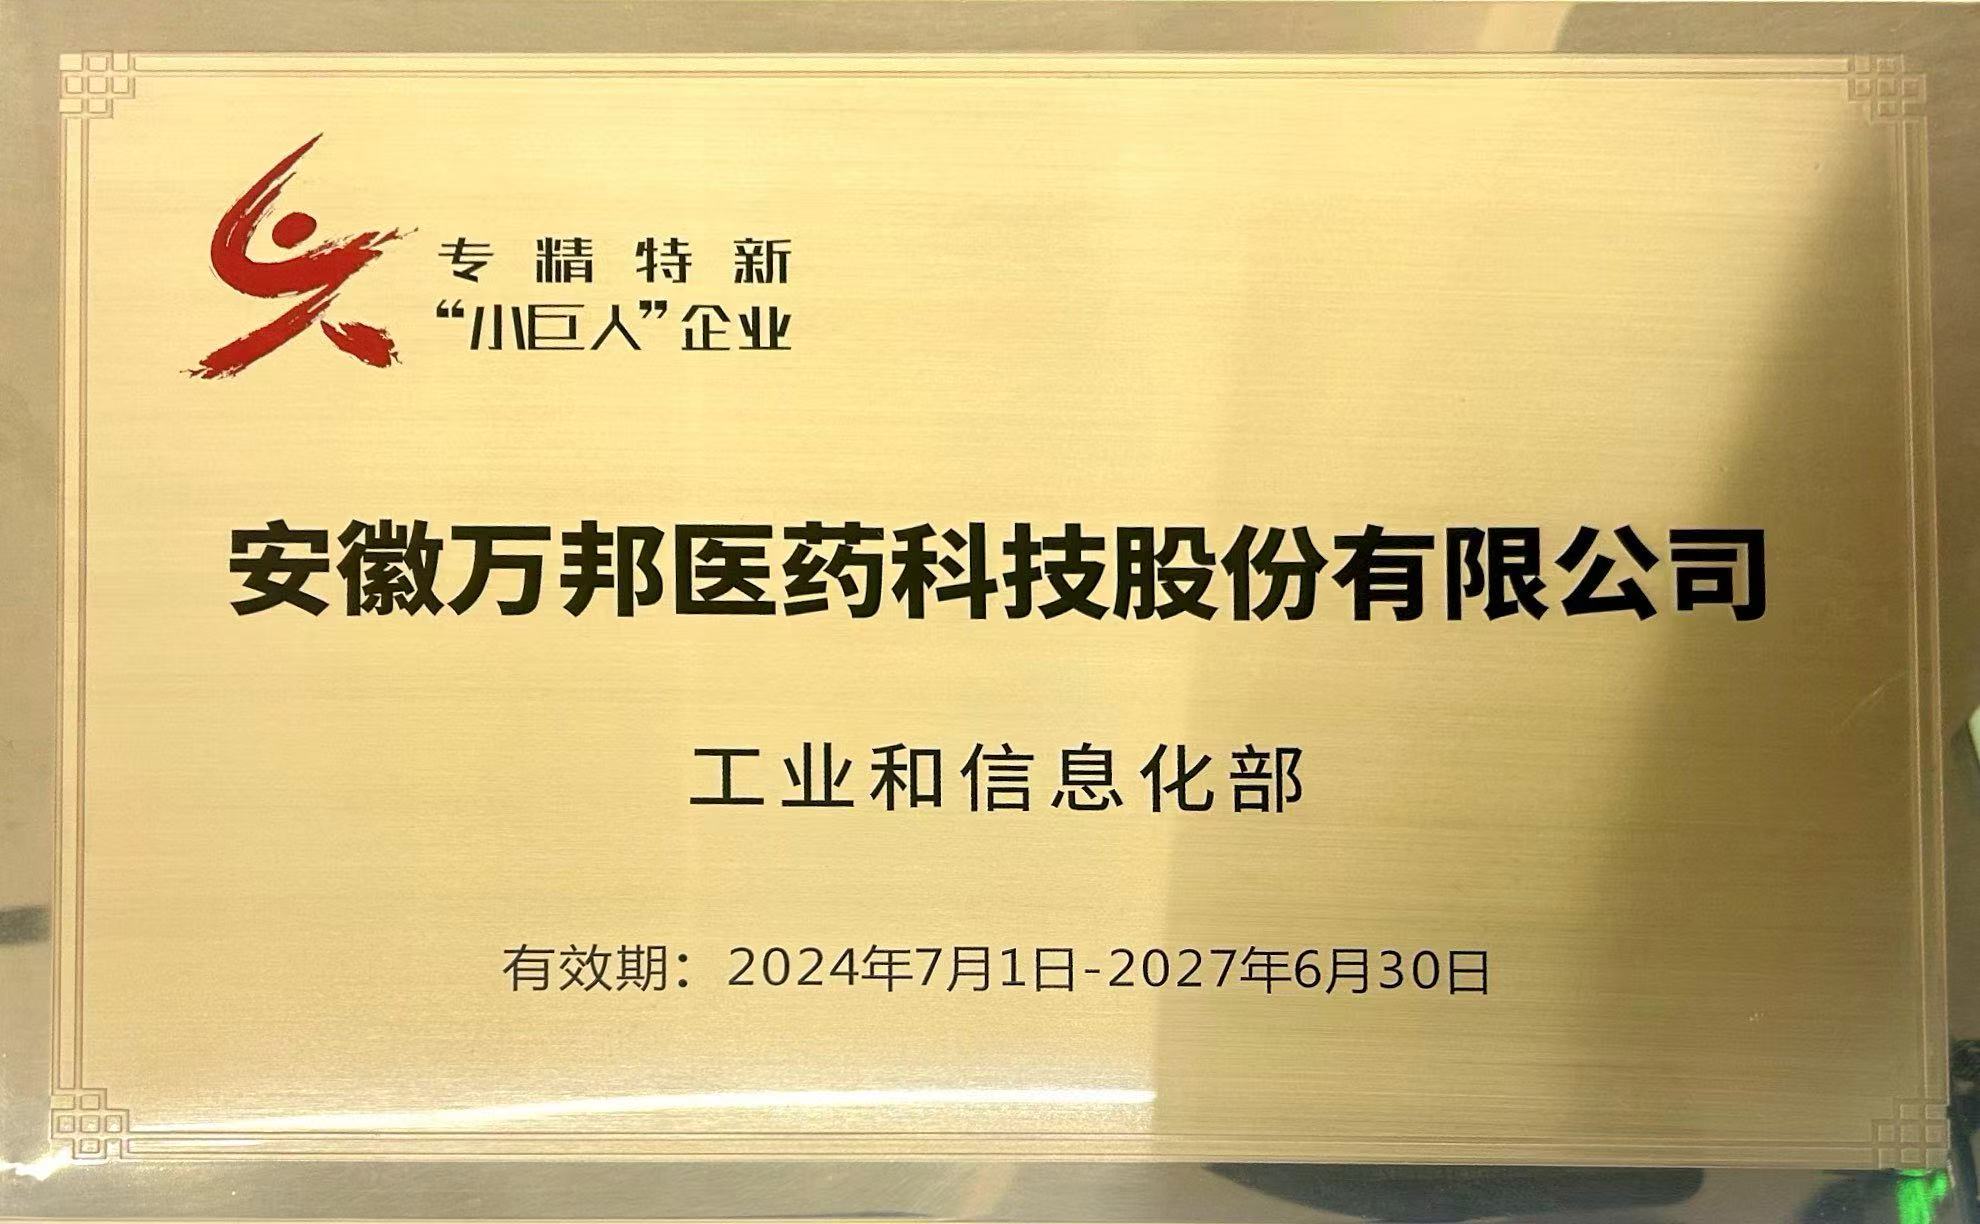 专精特新
“小巨人”企业
安徽万邦医药科技股份有限公司
工业和信息化部
有效期：2024年7月1日-2027年6月30日